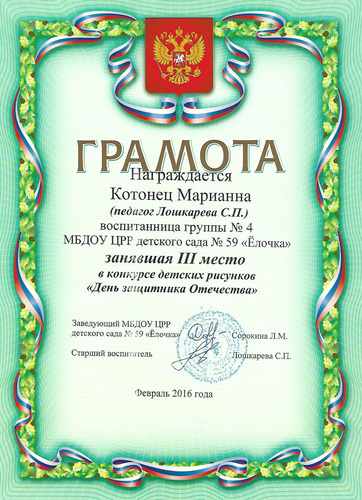 ГРАМОТА
Награждается
Котонец Марианна
(педагог Лошкарева С.П.)
воспитанница группы № 4
МБДОУ ЦРР детского сада № 59 «Ёлочка»
занявшая III место
в конкурсе детских рисунков
«День защитника Отечества»
Заведующий МБДОУ ЦРР
детского сада № 59 «Ёлочка» Сорокина Л.М.
Старший воспитатель Лошкарева С.П.
Февраль 2016 года